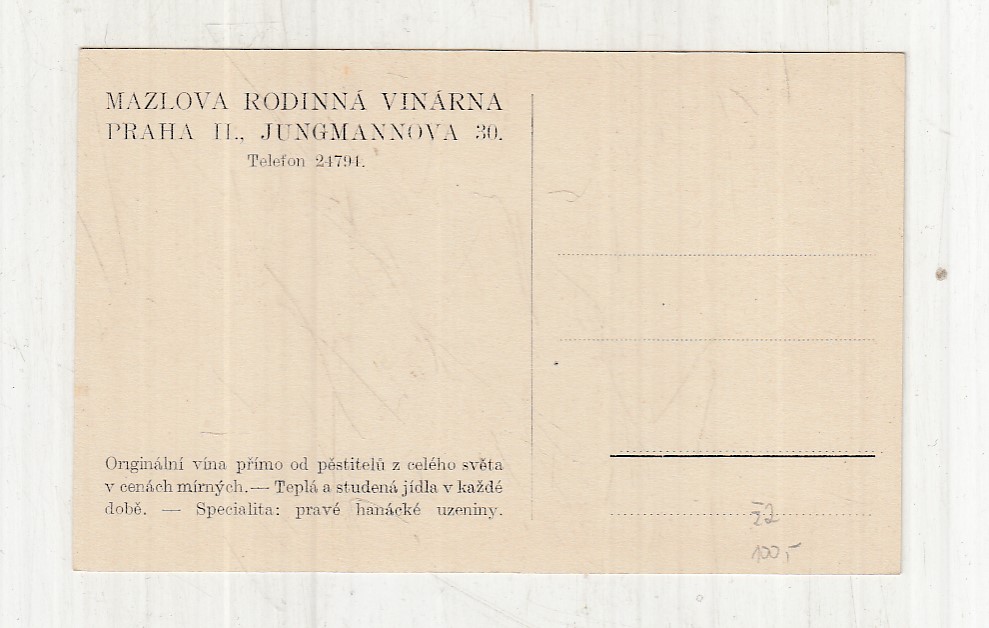 MAZLOVA RODINNÁ VINÁRNA
PRAHA II., JUNGMANNOVA 30.
Telefon 24794.
Originální vína přímo od pěstitelů z celého světa
v cenách mírných.— Teplá a studená jídla v každé
době. — Specialita: pravé hanácké uzeniny.
100,-